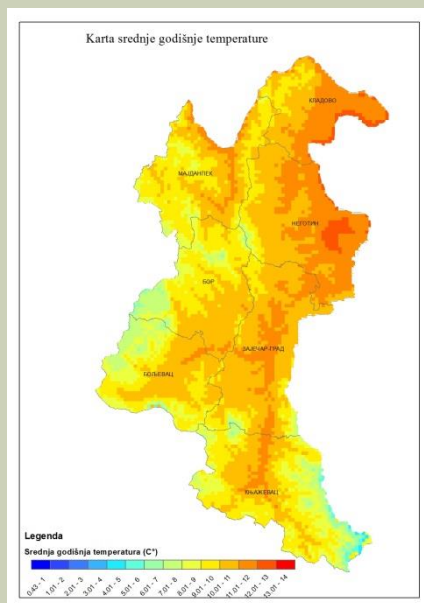 Karta srednje godišnje temperature
КЛАДОВО
МАЈДАНПЕК
НЕГОТИН
БОР
ЗАЈЕЧАР-ГРАД
БОЉЕВАЦ
КЊАЖЕВАЦ
Legenda
Srednja godišnja temperatura (C°)
0.43 - 1
1.01 - 2
2.01 - 3
3.01 - 4
4.01 - 5
5.01 - 6
6.01 - 7
7.01 - 8
8.01 - 9
9.01 - 10
10.01 - 11
11.01 - 12
12.01 - 13
13.01 - 14